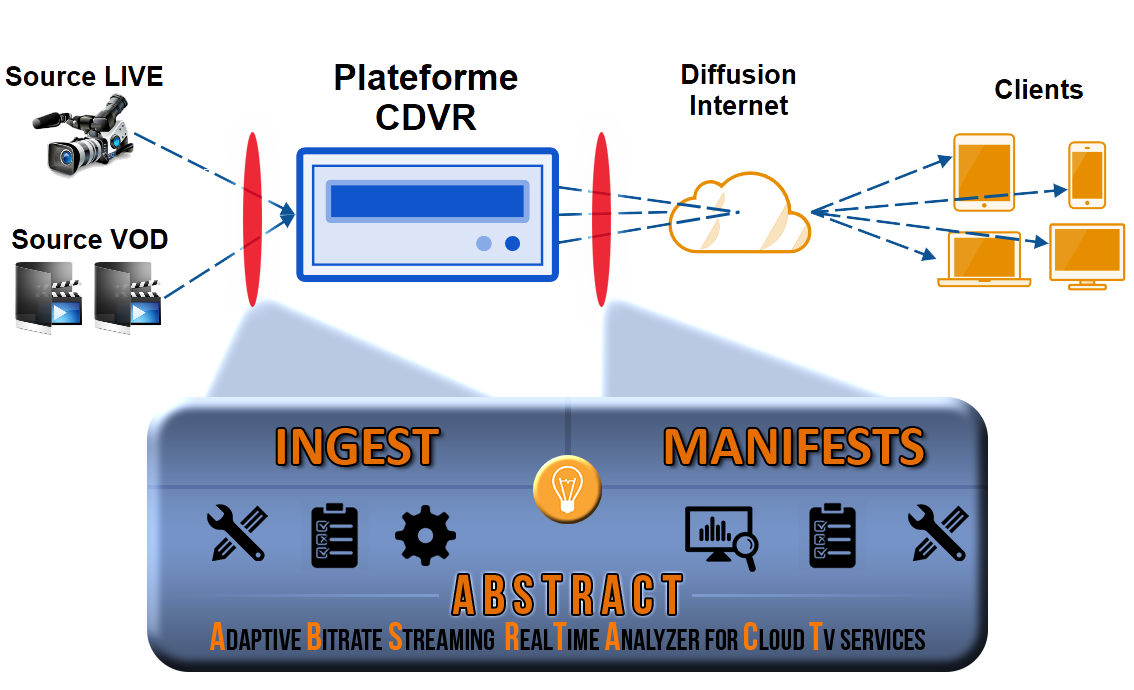 Source LIVE
Plateforme
CDVR
Diffusion
Internet
Clients
Source VOD
INGEST
MANIFESTS
ABSTRACT
ADAPTIVE BITRATE STREAMING REALTIME ANALYZER FOR CLOUD TV SERVICES